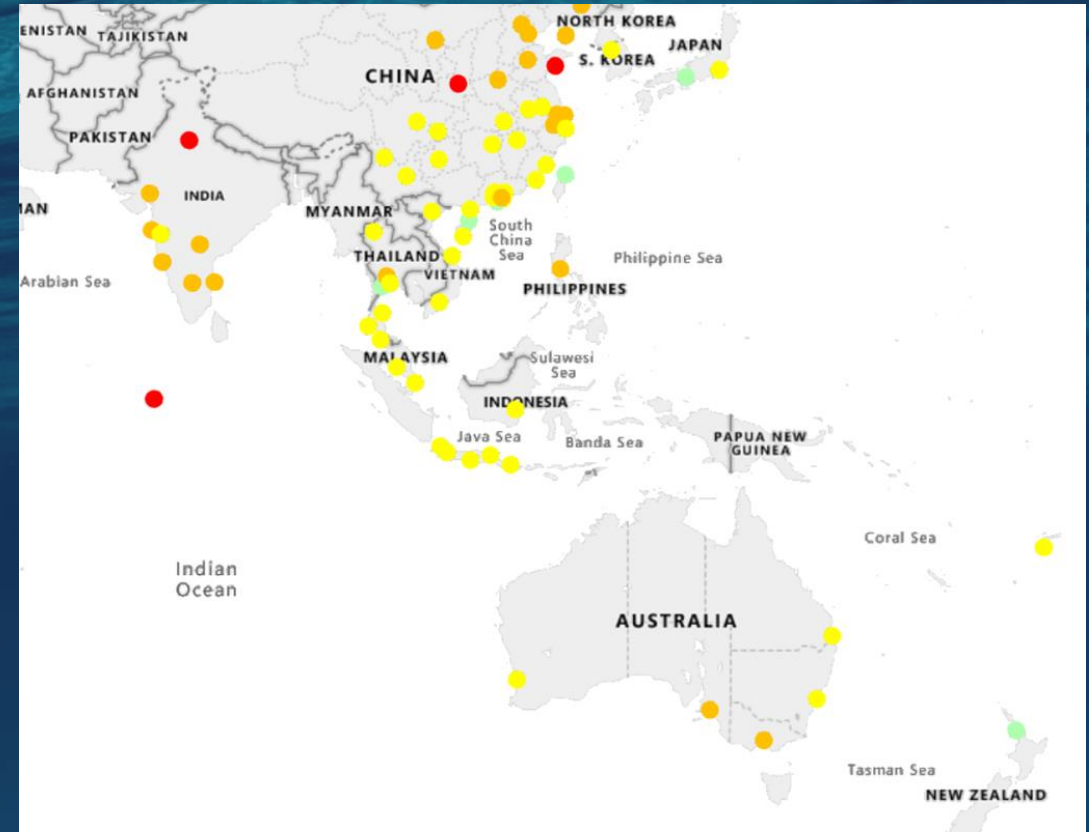 NORTH KOREA
ENISTAN
TAJIKISTAN
JAPAN
S. KOREA
CHINA
AFGHANISTAN
PAKISTAN
INDIA
MYANMAR
South
China
Sea
THAILAND
VIETNAM
Philippine Sea
Arabian Sea
PHILIPPINES
MALAYSIA
Sulawesi
Sea
INDONESIA
Java Sea
Banda Sea
PAPUA NEW
GUINEA
Coral Sea
Indian
Ocean
AUSTRALIA
Tasman Sea
NEW ZEALAND